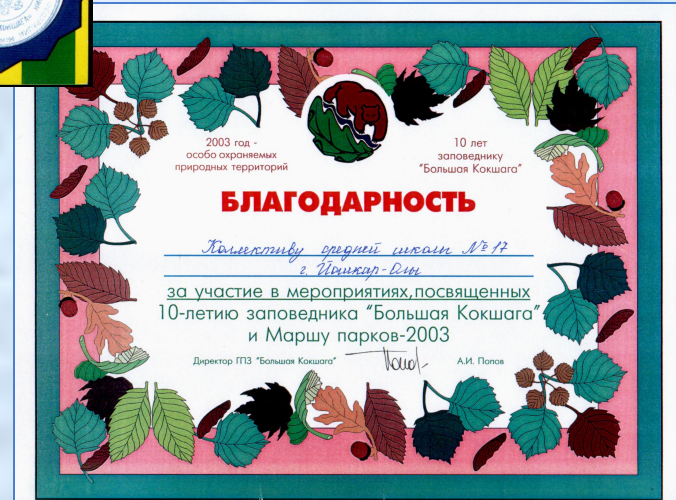 2003 год -
особо охраняемых
природных территорий
10 лет
заповеднику
"Большая Кокшага"
БЛАГОДАРНОСТЬ
Коллективу средней школы № 17
г. Йошкар-Олы
за участие в мероприятиях, посвященных
10-летию заповедника "Большая Кокшага"
и Маршу парков-2003
Директор ГПЗ "Большая Кокшага" А.И. Попов